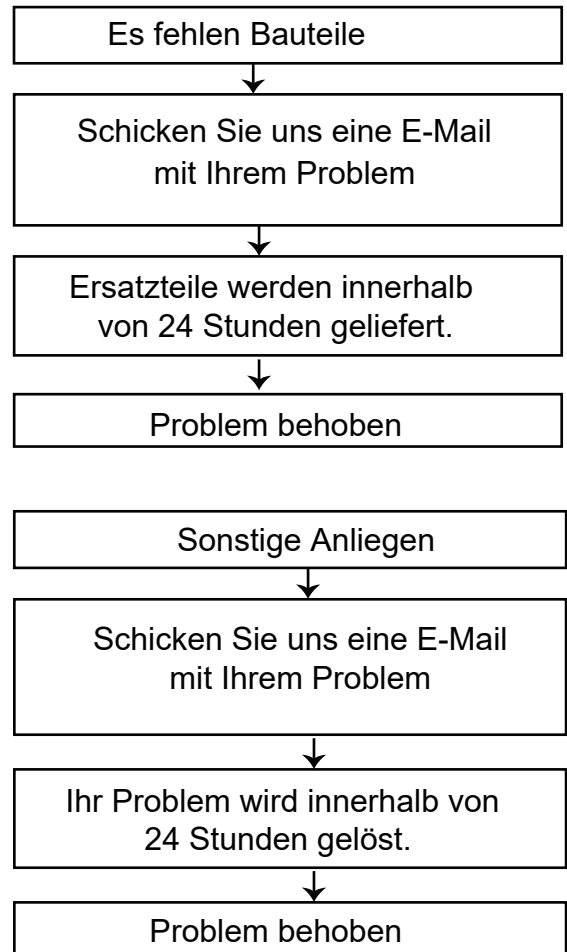 Es fehlen Bauteile
Schicken Sie uns eine E-Mail
mit Ihrem Problem
Ersatzteile werden innerhalb
von 24 Stunden geliefert.
Problem behoben
Sonstige Anliegen
Schicken Sie uns eine E-Mail
mit Ihrem Problem
Ihr Problem wird innerhalb von
24 Stunden gelöst.
Problem behoben